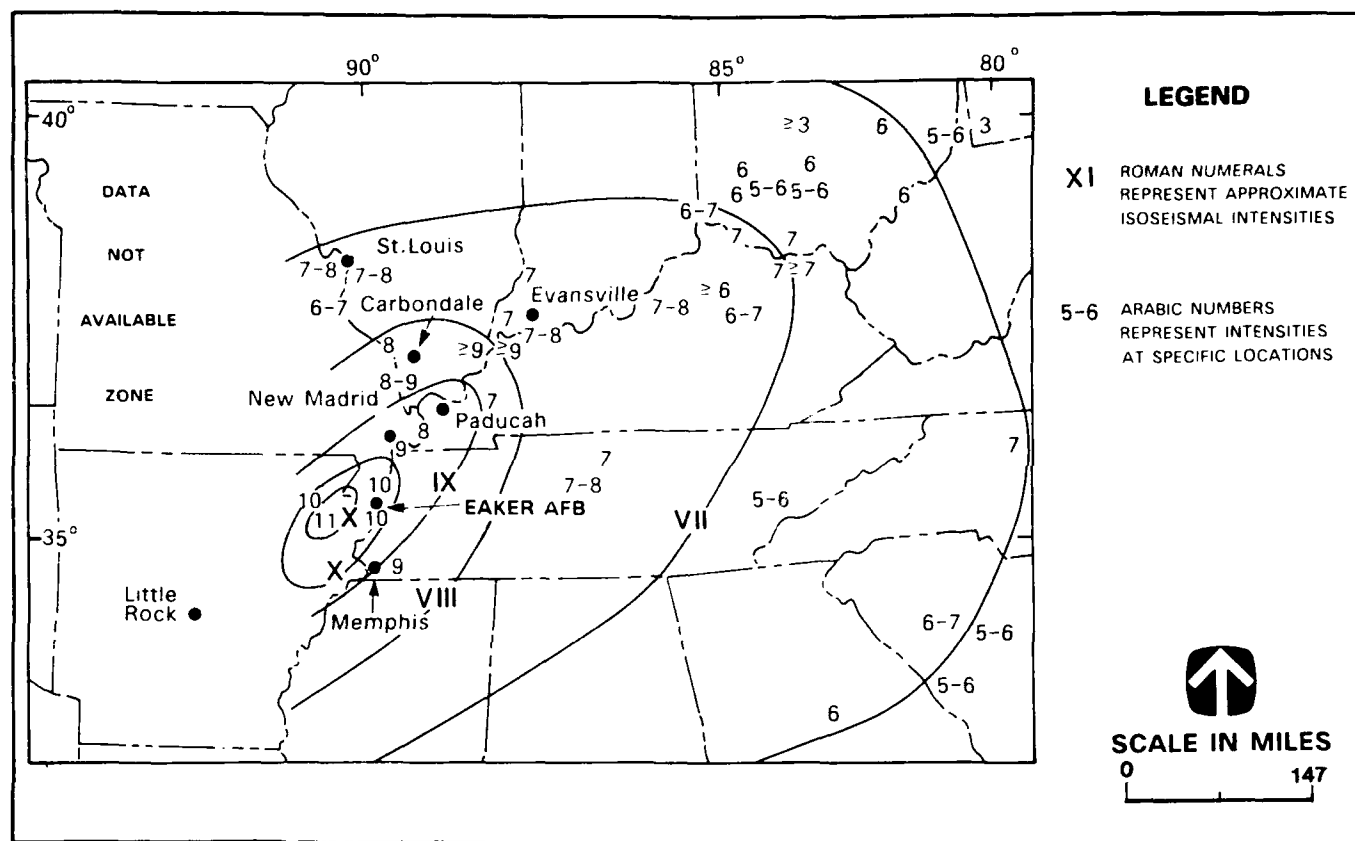 90°
85°
80°
40°
≥3
6
5-6
3
DATA
6
6
6
5-6
5-6
6
6-7
7
7
NOT
St. Louis
7-8
7-8
7
7
≥7
6-7
Carbondale
7
Evansville
7-8
≥6
6-7
AVAILABLE
7
7-8
8
≥9
≥9
8-9
ZONE
New Madrid
7
Paducah
8
9
7
7
7-8
5-6
10
10
IX
EAKER AFB
11
X
10
VII
35°
X
9
Little
Rock
VIII
Memphis
6-7
5-6
5-6
6
LEGEND
XI
ROMAN NUMERALS
REPRESENT APPROXIMATE
ISOSEISMAL INTENSITIES
5-6
ARABIC NUMBERS
REPRESENT INTENSITIES
AT SPECIFIC LOCATIONS
SCALE IN MILES
0
147